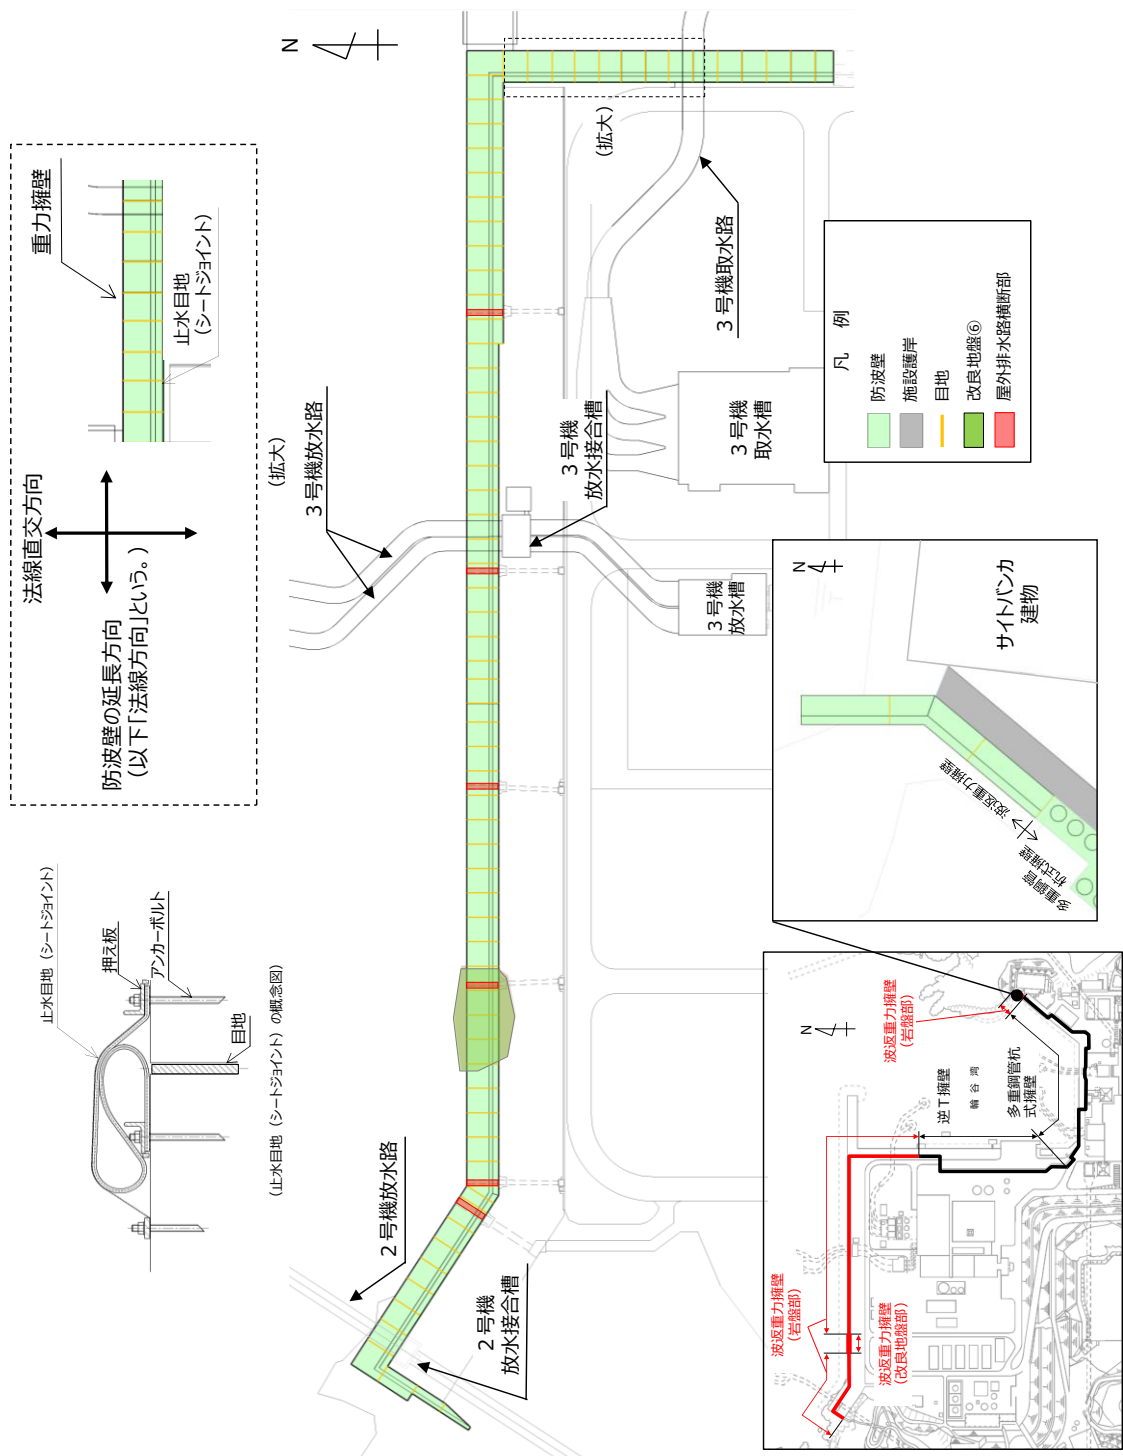 法線直交方向
防波壁の延長方向
(以下「法線方向」という。)
重力擁壁
止水目地
(シートジョイント)
(拡大)
止水目地(シートジョイント)
押え板
アンカーボルト
目地
(止水目地(シートジョイント)の概念図)
N
(拡大)
3号機放水路
3号機
放水接合槽
3号機取水路
3号機
取水槽
3号機
放水槽
2号機放水路
2号機
放水接合槽
凡 例
防波壁
施設護岸
目地
改良地盤⑥
屋外排水路横断部
N
サイトバンカ
建物
波返重力擁壁
多重鋼管
杭式擁壁
N
波返重力擁壁
(岩盤部)
波返重力擁壁
(改良地盤部)
波返重力擁壁
(岩盤部)
逆T擁壁
輪谷湾
多重鋼管杭
式擁壁